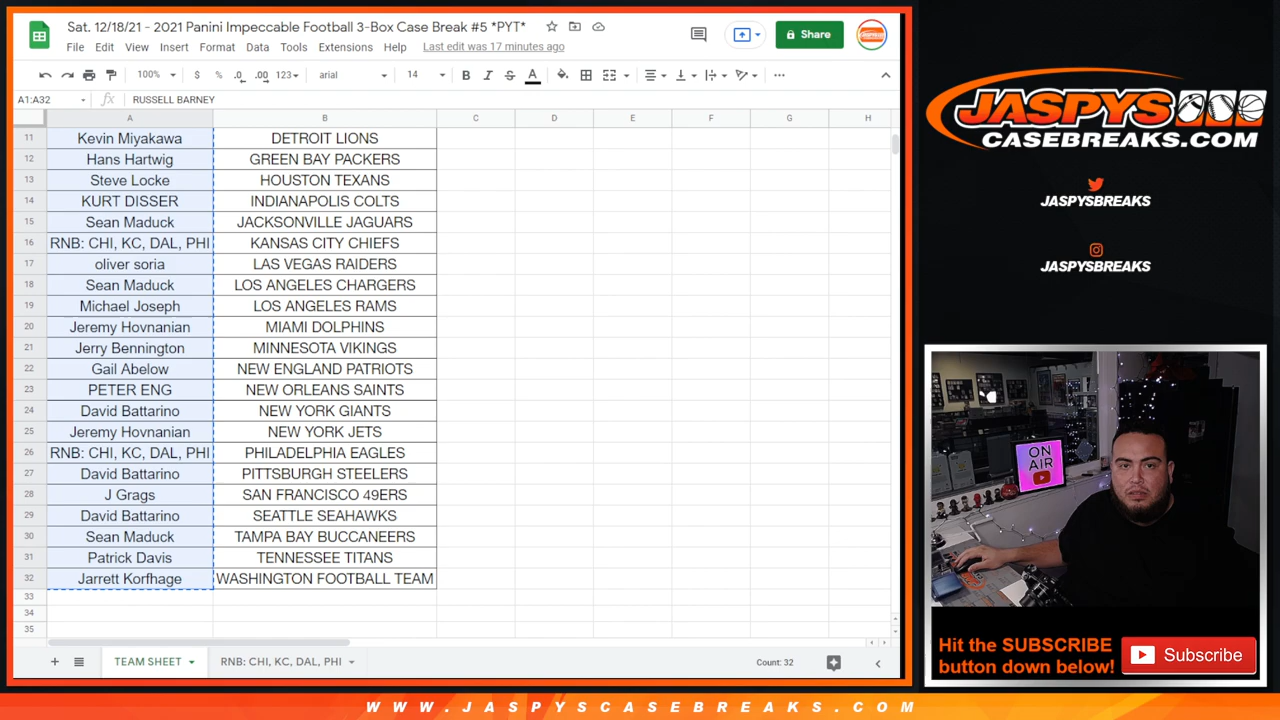 Sat. 12/18/21 - 2021 Panini Impeccable Football 3-Box Case Break #5 *PYT*
File Edit View Insert Format Data Tools Extensions Help Last edit was 17 minutes ago
Share
100% $ % .0 .00 123 arial 14 B I S A
A1:A32 fx RUSSELL BARNEY
A B C D E F G H
11 Kevin Miyakawa DETROIT LIONS
12 Hans Hartwig GREEN BAY PACKERS
13 Steve Locke HOUSTON TEXANS
14 KURT DISSER INDIANAPOLIS COLTS
15 Sean Maduck JACKSONVILLE JAGUARS
16 RNB: CHI, KC, DAL, PHI KANSAS CITY CHIEFS
17 oliver soria LAS VEGAS RAIDERS
18 Sean Maduck LOS ANGELES CHARGERS
19 Michael Joseph LOS ANGELES RAMS
20 Jeremy Hovnanian MIAMI DOLPHINS
21 Jerry Bennington MINNESOTA VIKINGS
22 Gail Abelow NEW ENGLAND PATRIOTS
23 PETER ENG NEW ORLEANS SAINTS
24 David Battarino NEW YORK GIANTS
25 Jeremy Hovnanian NEW YORK JETS
26 RNB: CHI, KC, DAL, PHI PHILADELPHIA EAGLES
27 David Battarino PITTSBURGH STEELERS
28 J Grags SAN FRANCISCO 49ERS
29 David Battarino SEATTLE SEAHAWKS
30 Sean Maduck TAMPA BAY BUCCANEERS
31 Patrick Davis TENNESSEE TITANS
32 Jarrett Korfhage WASHINGTON FOOTBALL TEAM
33
34
35
TEAM SHEET RNB: CHI, KC, DAL, PHI Count: 32
JASPYS
CASEBREAKS.COM
JASPYSBREAKS
JASPYSBREAKS
ON
AIR
Hit the SUBSCRIBE
button down below!
Subscribe
WWW.JASPYSCASEBREAKS.COM